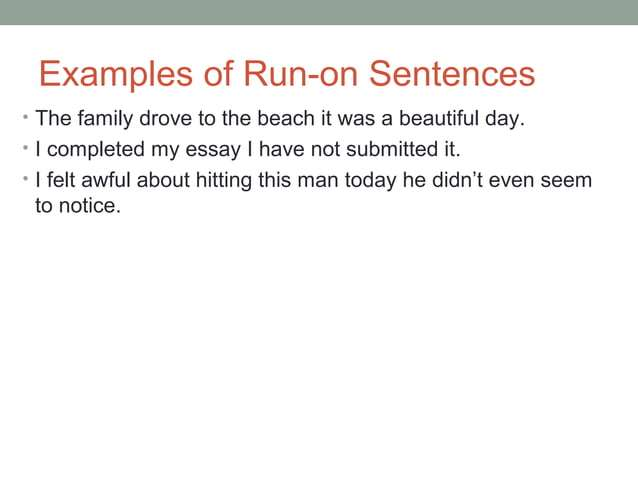 Examples of Run-on Sentences
• The family drove to the beach it was a beautiful day.
• I completed my essay I have not submitted it.
• I felt awful about hitting this man today he didn’t even seem
to notice.